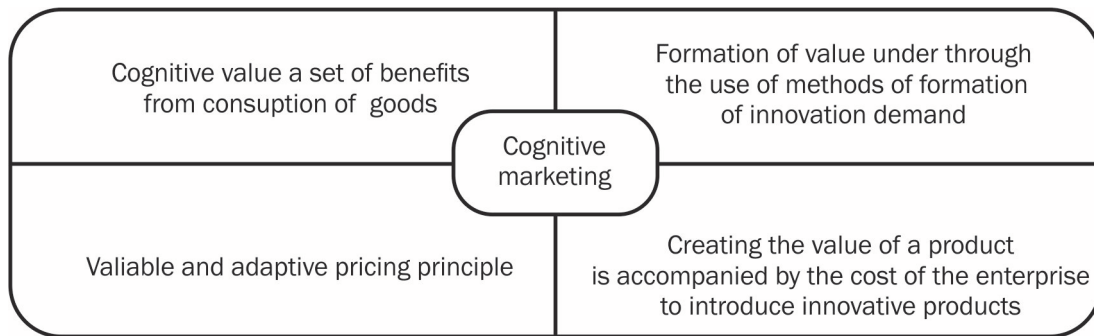 Cognitive value a set of benefits
from consuption of goods
Formation of value under through
the use of methods of formation
of innovation demand
Cognitive
marketing
Valiable and adaptive pricing principle
Creating the value of a product
is accompanied by the cost of the enterprise
to introduce innovative products